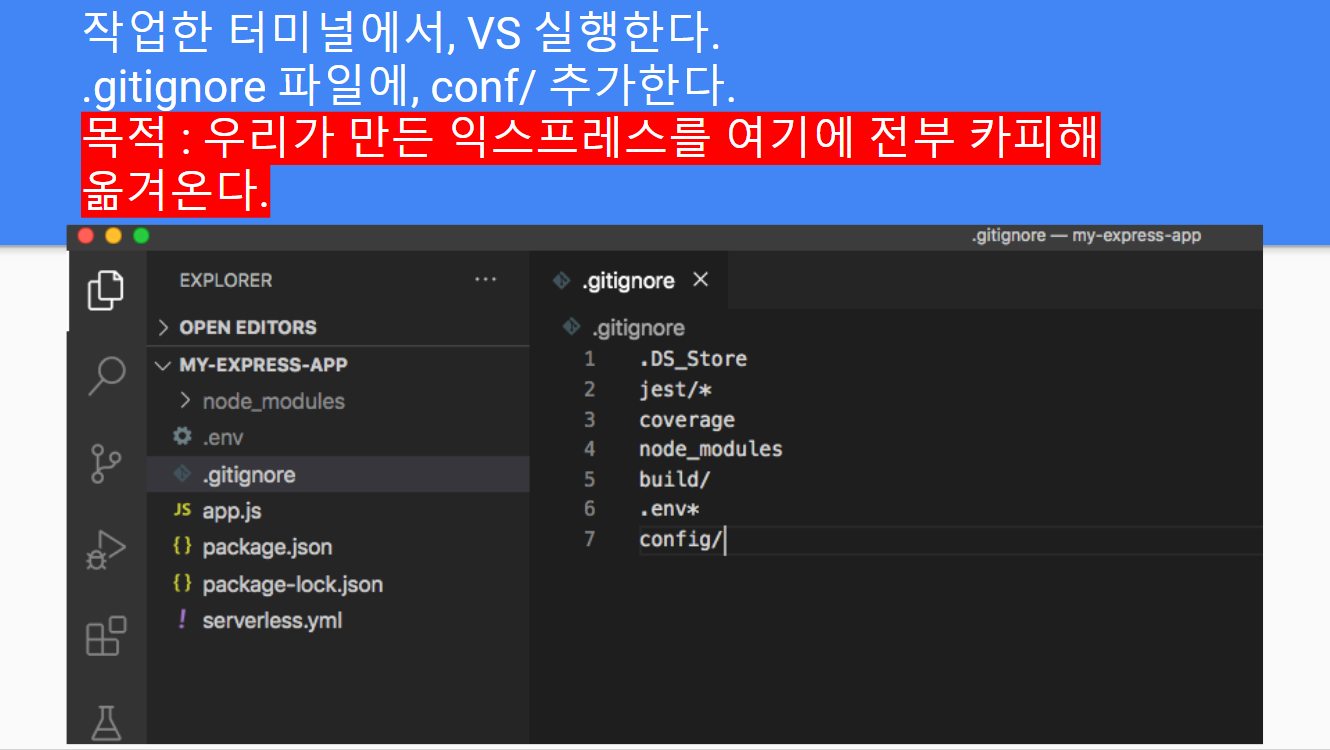 작업한 터미널에서, VS 실행한다.
.gitignore 파일에, conf/ 추가한다.
목적 : 우리가 만든 익스프레스를 여기에 전부 카피해
옮겨온다.
.gitignore — my-express-app
EXPLORER ···
.gitignore ×
> OPEN EDITORS
.gitignore
MY-EXPRESS-APP
> node_modules
.env
.gitignore
JS app.js
{} package.json
{} package-lock.json
! serverless.yml
1 .DS_Store
2 jest/*
3 coverage
4 node_modules
5 build/
6 .env*
7 config/